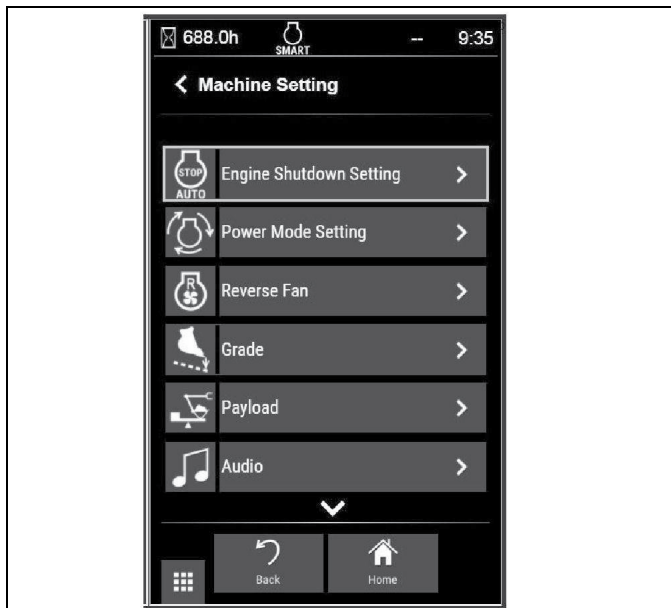 688.0h SMART -- 9:35
Machine Setting
STOP AUTO Engine Shutdown Setting
Power Mode Setting
R Reverse Fan
Grade
Payload
Audio
Back Home